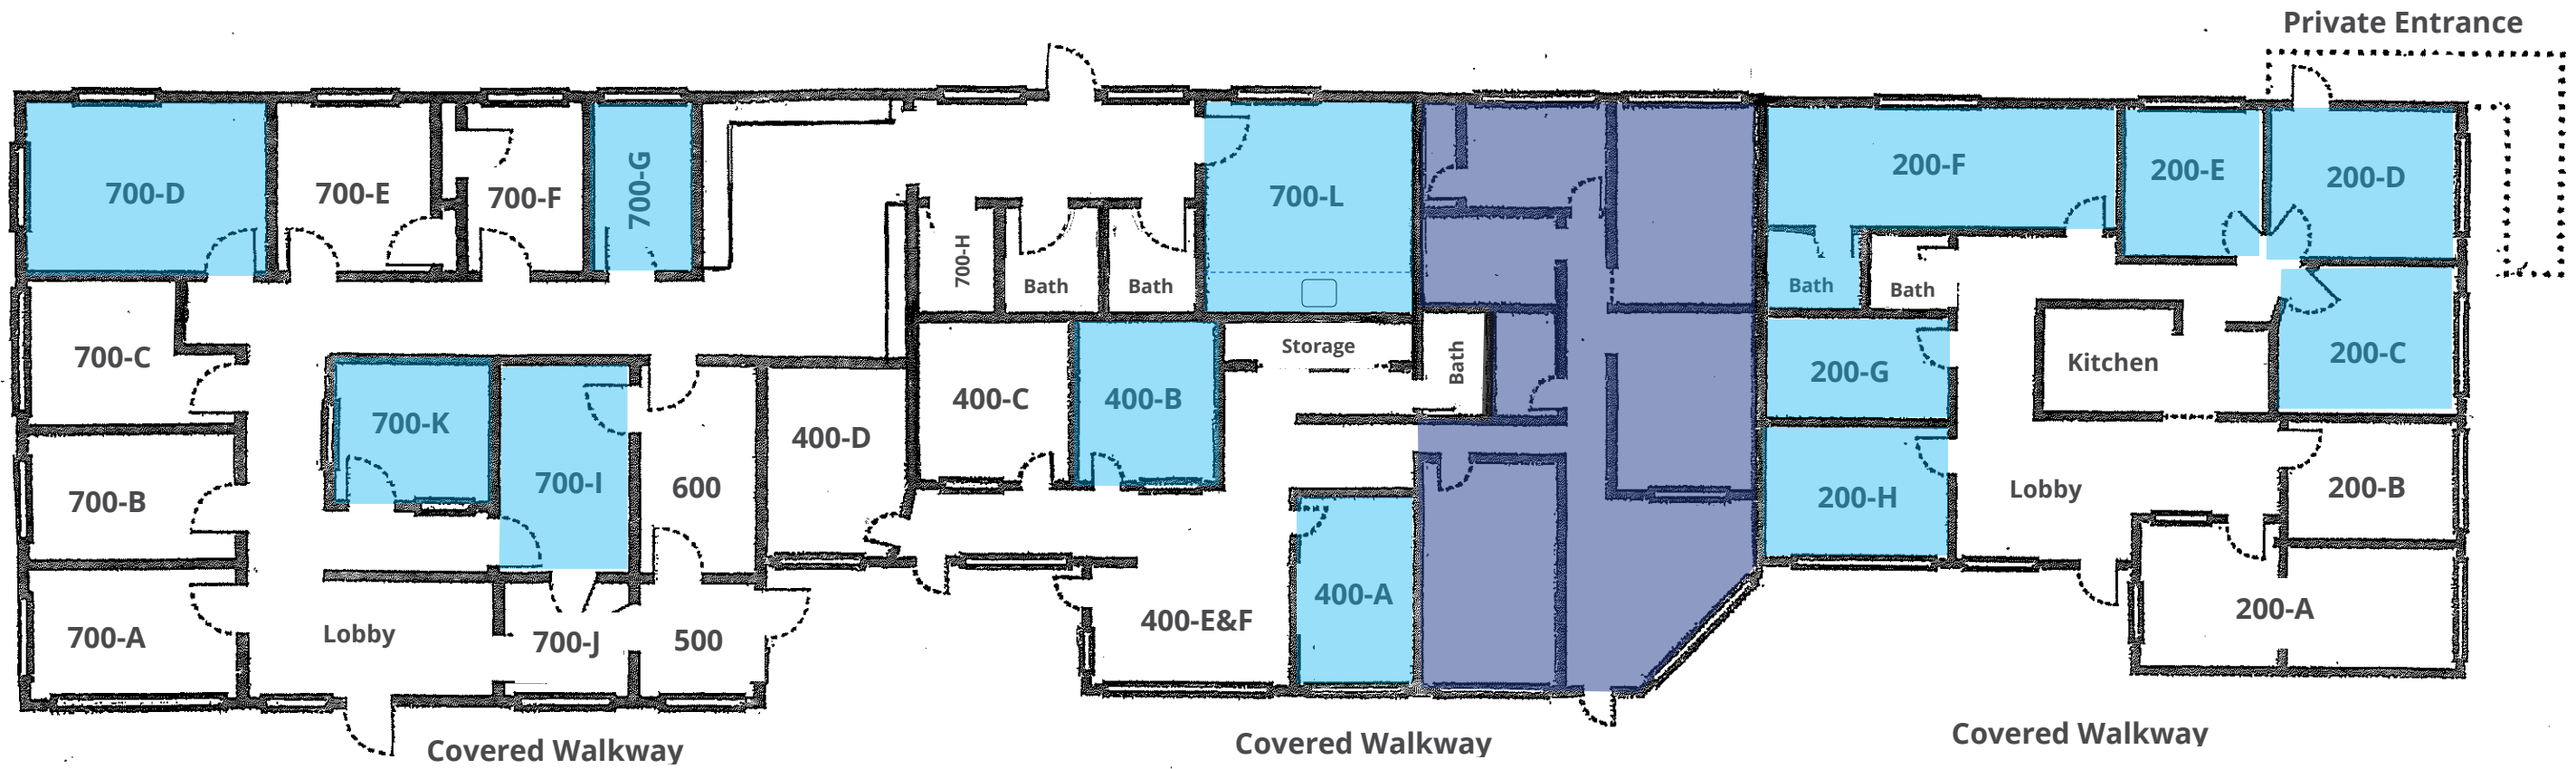 Private Entrance
700-D
700-E
700-F
700-G
700-L
200-F
200-E
200-D
700-H
Bath
Bath
Bath
Bath
700-C
Storage
Bath
200-G
Kitchen
200-C
700-K
400-D
400-C
400-B
700-B
700-I
600
200-H
Lobby
200-B
700-A
Lobby
700-J
500
400-E&F
400-A
200-A
Covered Walkway
Covered Walkway
Covered Walkway